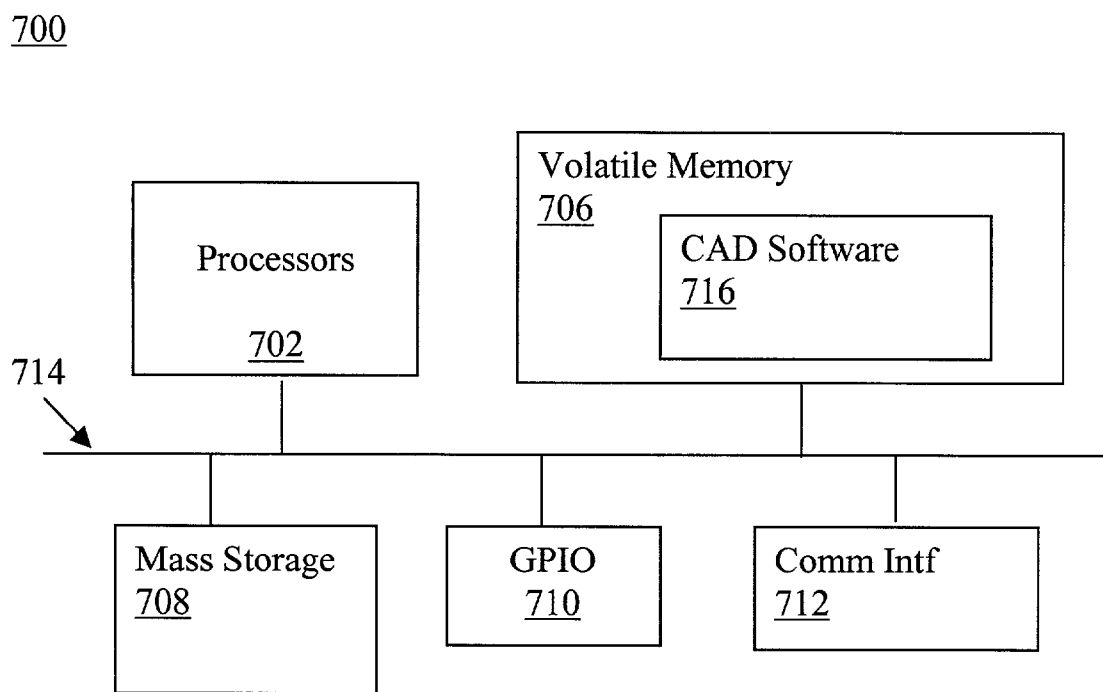 700
Volatile Memory
706
CAD Software
716
Processors
702
714
Mass Storage
708
GPIO
710
Comm Intf
712